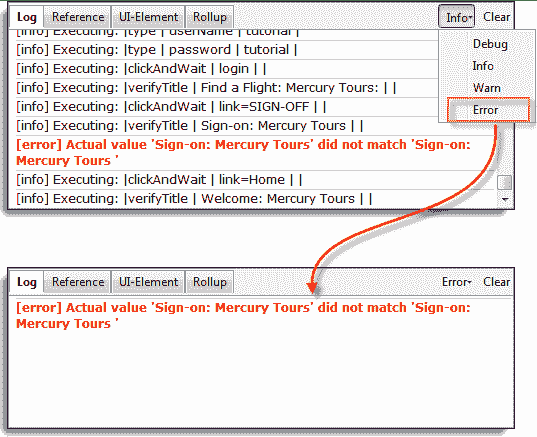 Log Reference UI-Element Rollup Info Clear
[info] Executing: |type | userName | tutorial |
[info] Executing: |type | password | tutorial |
[info] Executing: |clickAndWait | login | |
[info] Executing: |verifyTitle | Find a Flight: Mercury Tours: | |
[info] Executing: |clickAndWait | link=SIGN-OFF | |
[info] Executing: |verifyTitle | Sign-on: Mercury Tours | |
[error] Actual value 'Sign-on: Mercury Tours' did not match 'Sign-on:
Mercury Tours '
[info] Executing: |clickAndWait | link=Home | |
[info] Executing: |verifyTitle | Welcome: Mercury Tours | |
Debug
Info
Warn
Error
Log Reference UI-Element Rollup Error Clear
[error] Actual value 'Sign-on: Mercury Tours' did not match 'Sign-on:
Mercury Tours '